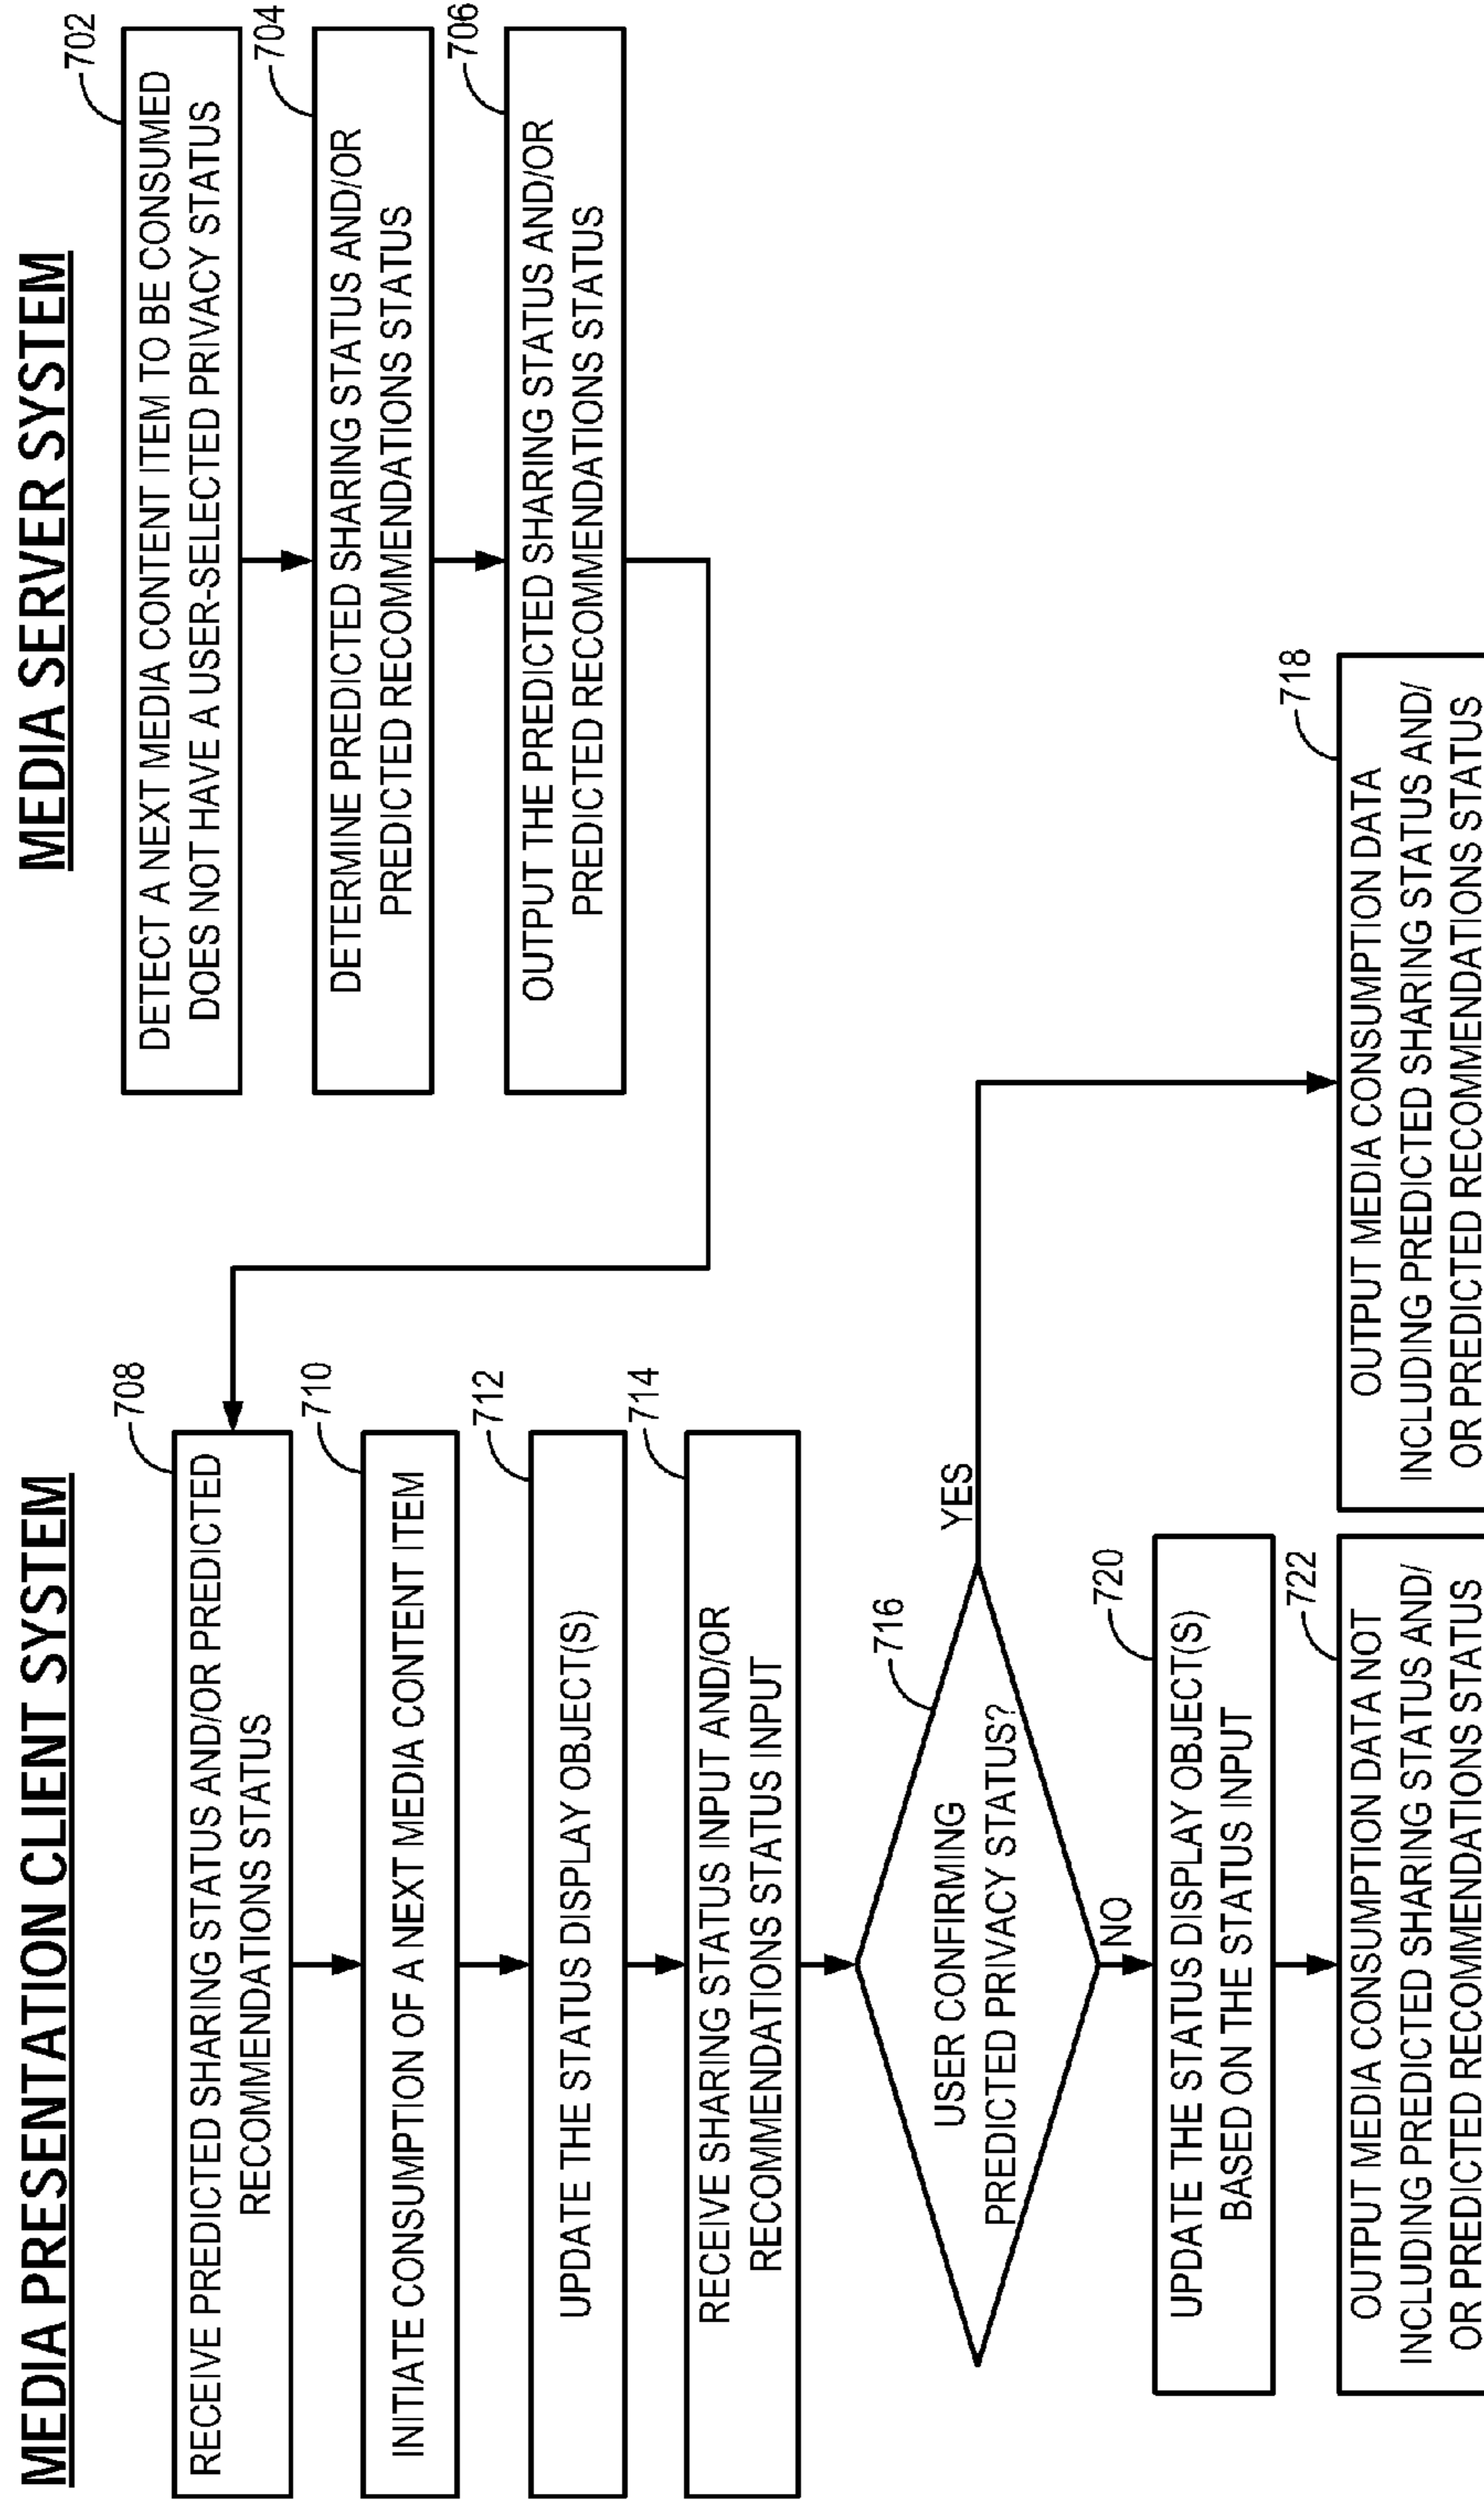 MEDIA PRESENTATION CLIENT SYSTEM
708
RECEIVE PREDICTED SHARING STATUS AND/OR PREDICTED
RECOMMENDATIONS STATUS
710
INITIATE CONSUMPTION OF A NEXT MEDIA CONTENT ITEM
712
UPDATE THE STATUS DISPLAY OBJECT(S)
714
RECEIVE SHARING STATUS INPUT AND/OR
RECOMMENDATIONS STATUS INPUT
716
USER CONFIRMING
PREDICTED PRIVACY STATUS?
YES
NO
720
UPDATE THE STATUS DISPLAY OBJECT(S)
BASED ON THE STATUS INPUT
722
OUTPUT MEDIA CONSUMPTION DATA NOT
INCLUDING PREDICTED SHARING STATUS AND/
OR PREDICTED RECOMMENDATIONS STATUS
MEDIA SERVER SYSTEM
702
DETECT A NEXT MEDIA CONTENT ITEM TO BE CONSUMED
DOES NOT HAVE A USER-SELECTED PRIVACY STATUS
704
DETERMINE PREDICTED SHARING STATUS AND/OR
PREDICTED RECOMMENDATIONS STATUS
706
OUTPUT THE PREDICTED SHARING STATUS AND/OR
PREDICTED RECOMMENDATIONS STATUS
718
OUTPUT MEDIA CONSUMPTION DATA
INCLUDING PREDICTED SHARING STATUS AND/
OR PREDICTED RECOMMENDATIONS STATUS